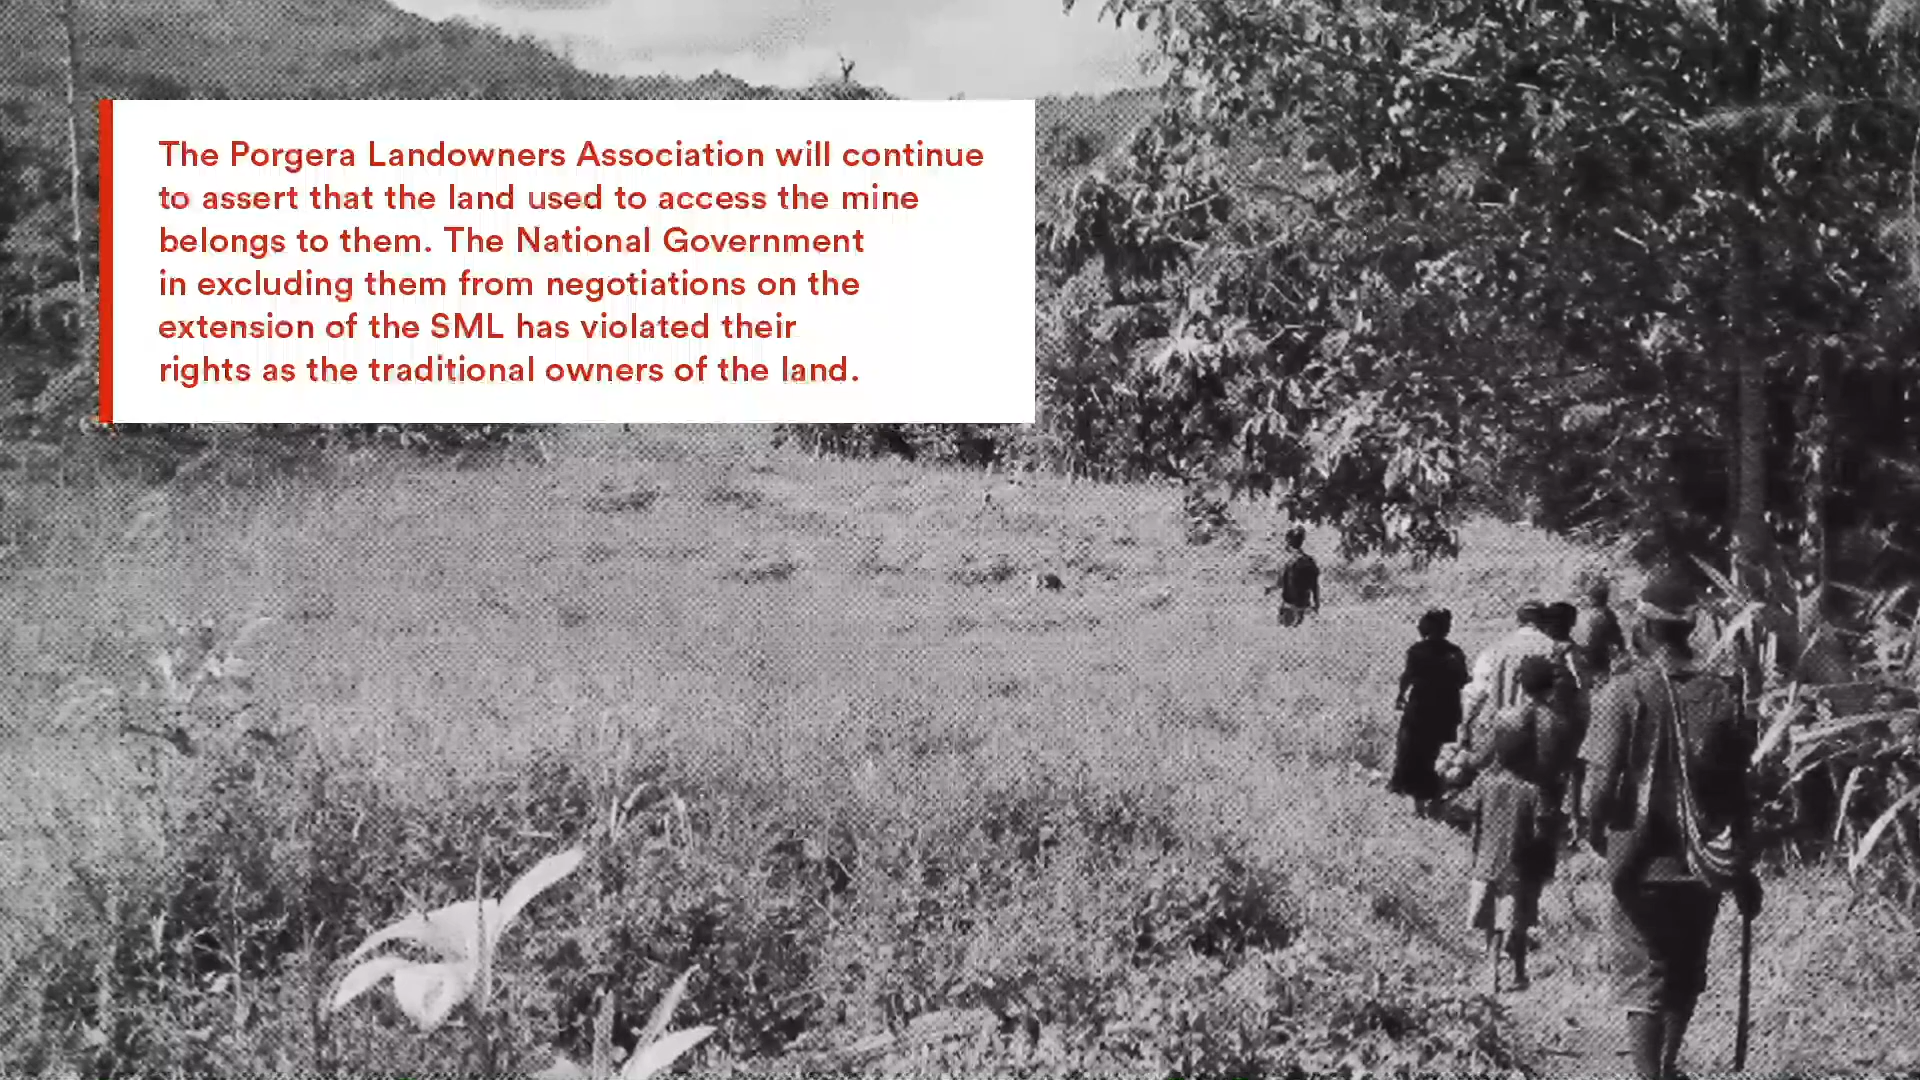 The Porgera Landowners Association will continue
to assert that the land used to access the mine
belongs to them. The National Government
in excluding them from negotiations on the
extension of the SML has violated their
rights as the traditional owners of the land.